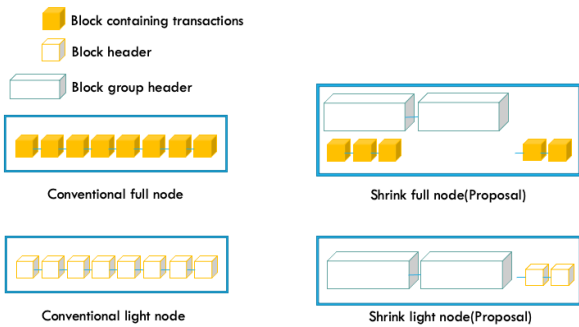 Block containing transactions
Block header
Block group header
Conventional full node
Shrink full node(Proposal)
Conventional light node
Shrink light node(Proposal)